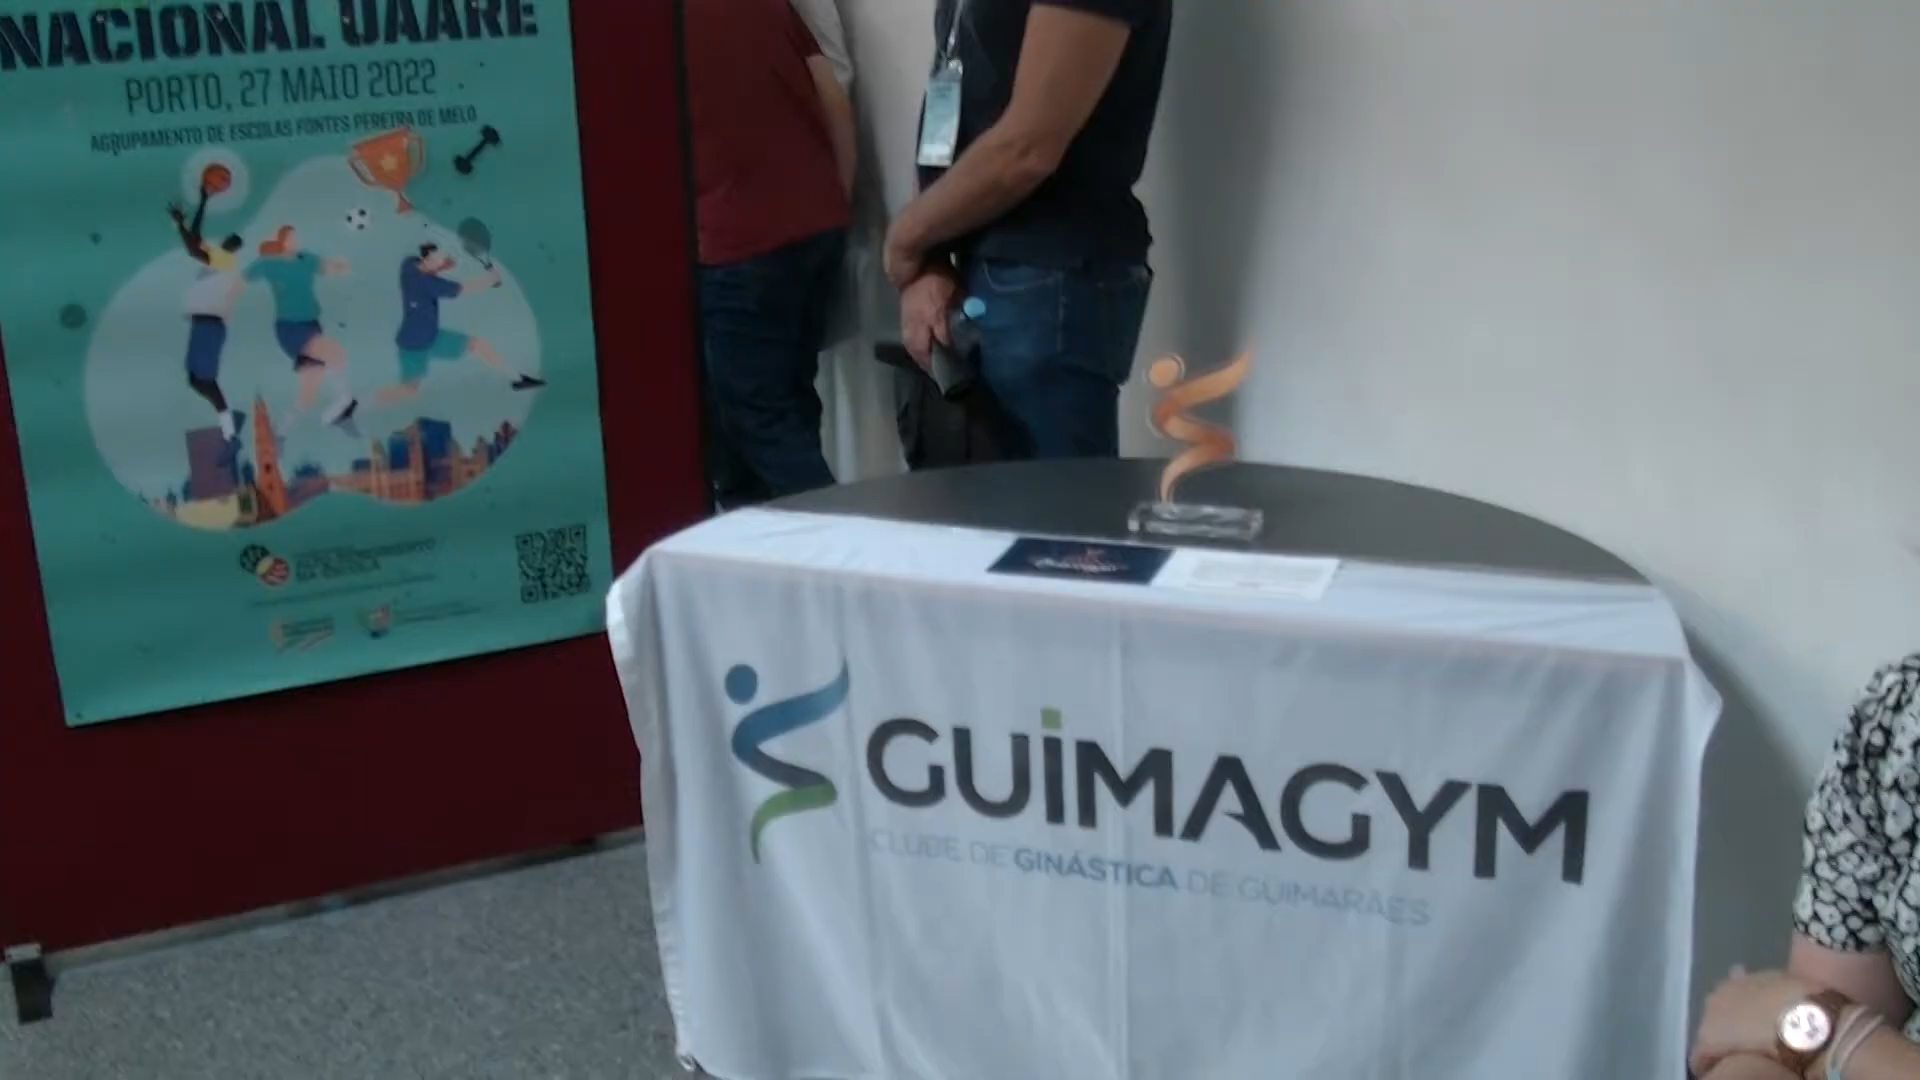 NACIONAL UAARE
PORTO, 27 MAIO 2022
AGRUPAMENTO DE ESCOLAS FONTES PEREIRA DE MELO
GUIMAGYM
CLUBE DE GINÁSTICA DE GUIMARÃES